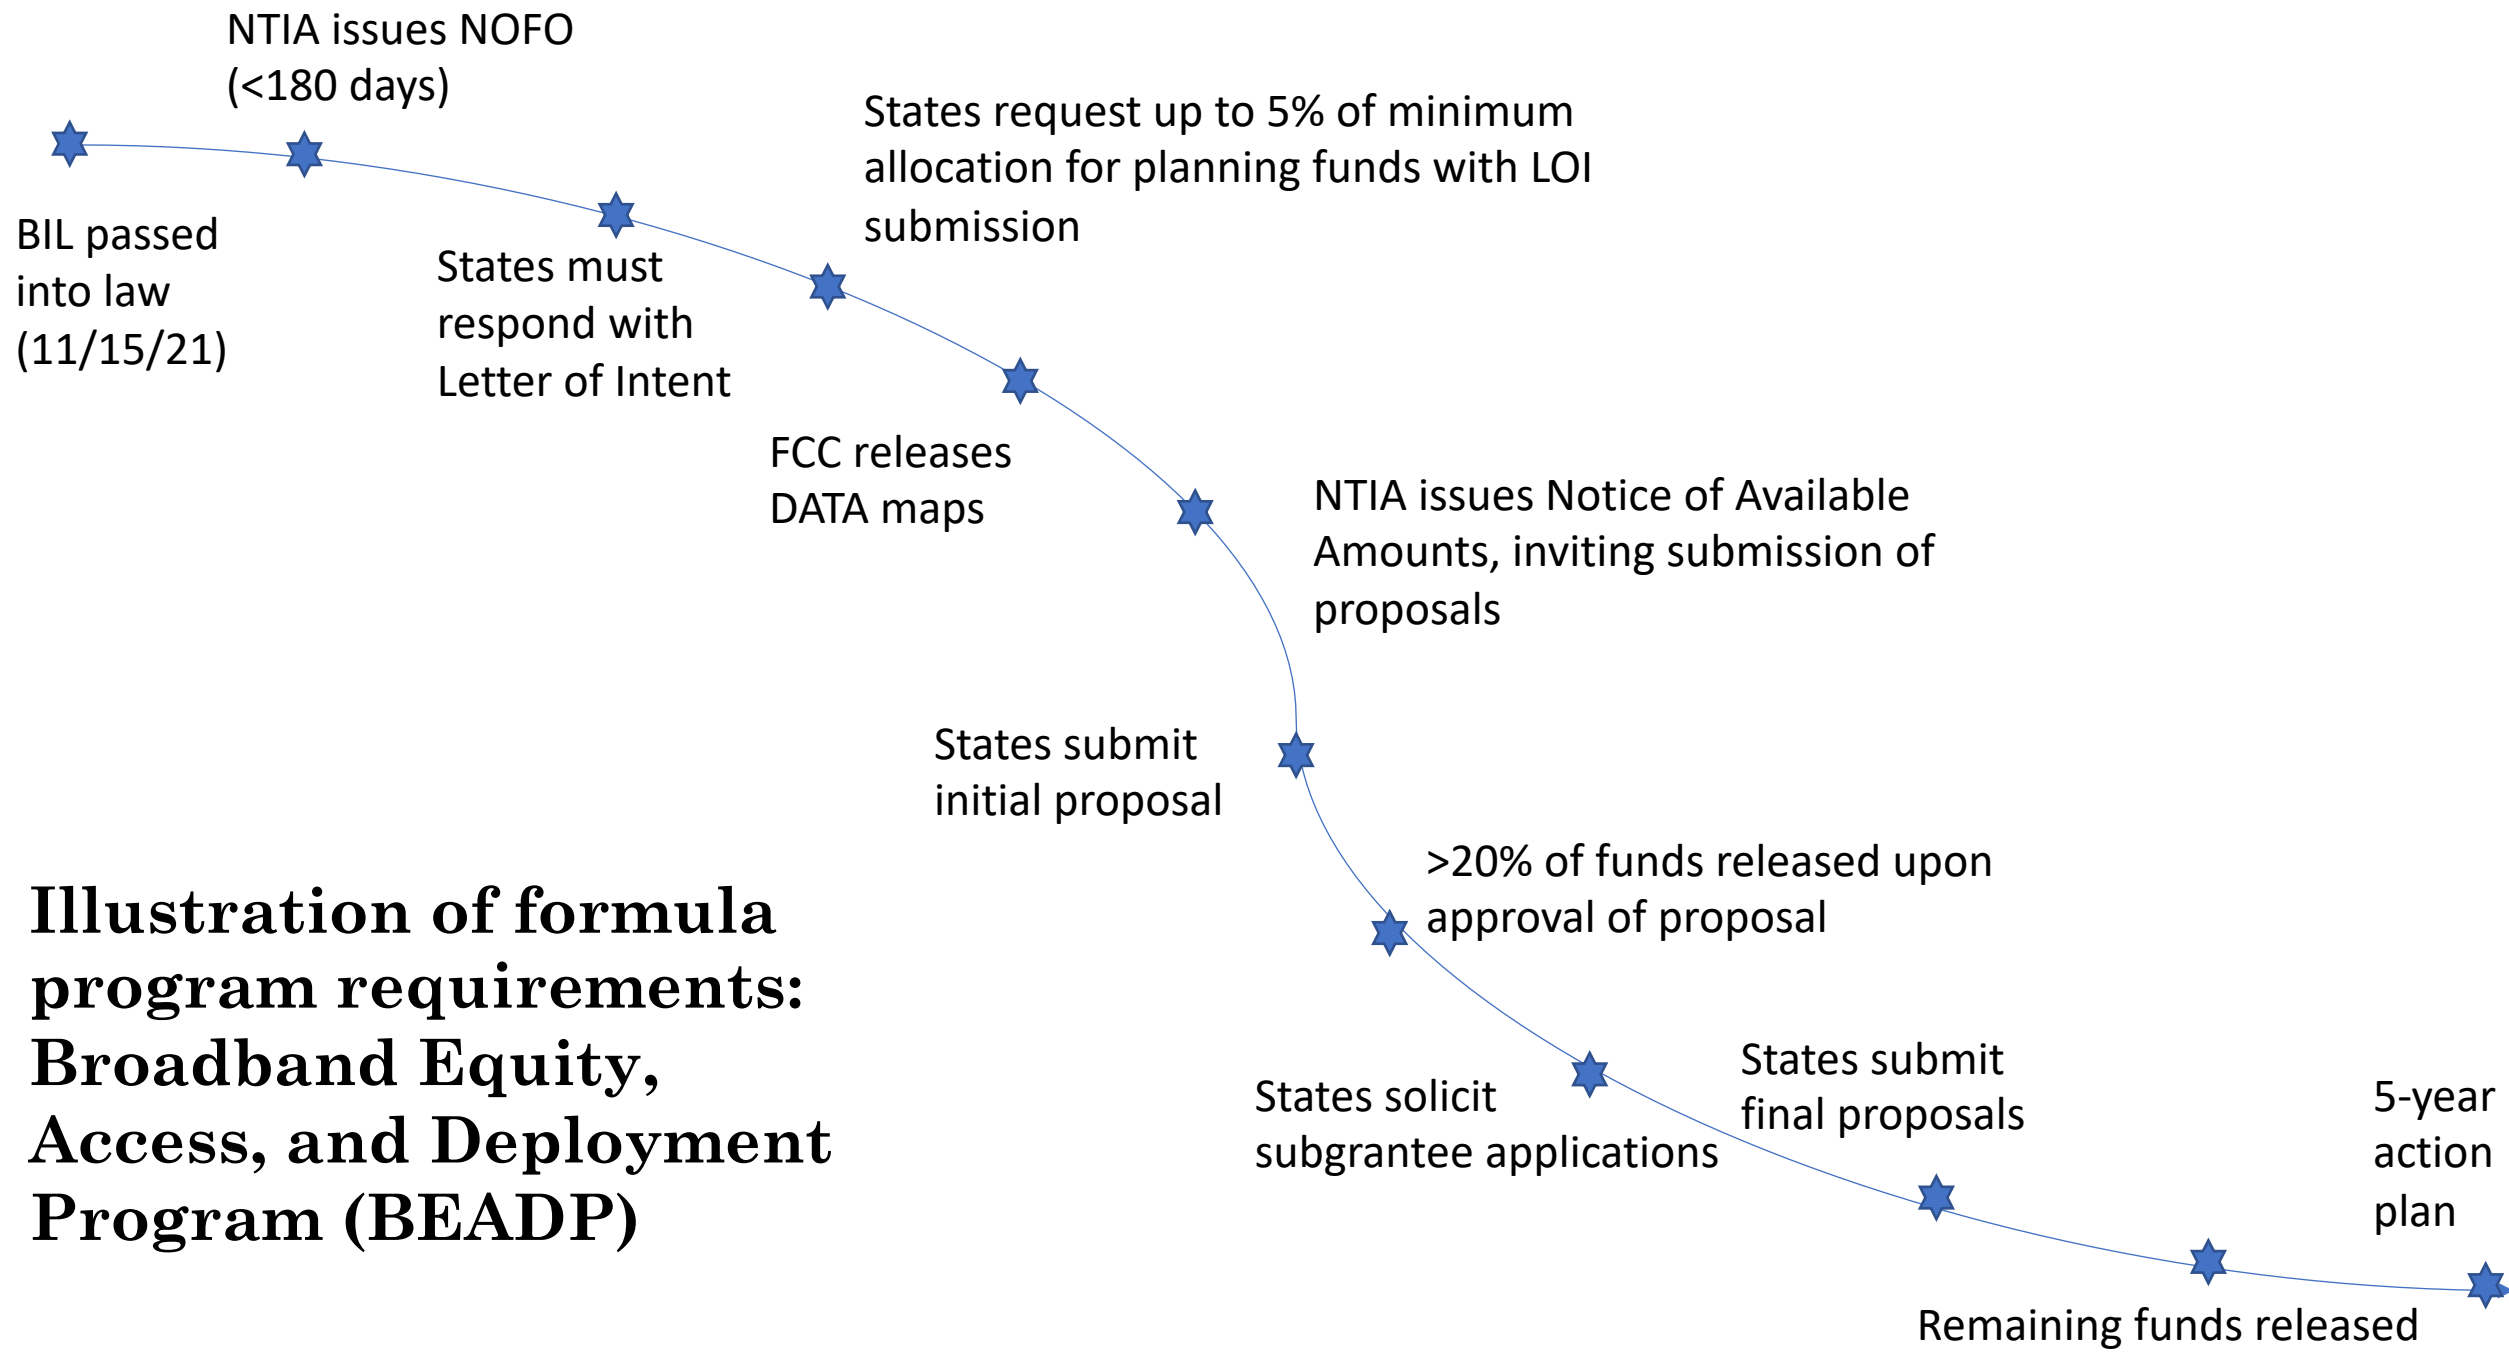 NTIA issues NOFO
(<180 days)
BIL passed
into law
(11/15/21)
States must
respond with
Letter of Intent
States request up to 5% of minimum
allocation for planning funds with LOI
submission
FCC releases
DATA maps
NTIA issues Notice of Available
Amounts, inviting submission of
proposals
States submit
initial proposal
>20% of funds released upon
approval of proposal
States solicit
subgrantee applications
States submit
final proposals
Remaining funds released
5-year
action
plan
Illustration of formula
program requirements:
Broadband Equity,
Access, and Deployment
Program (BEADP)